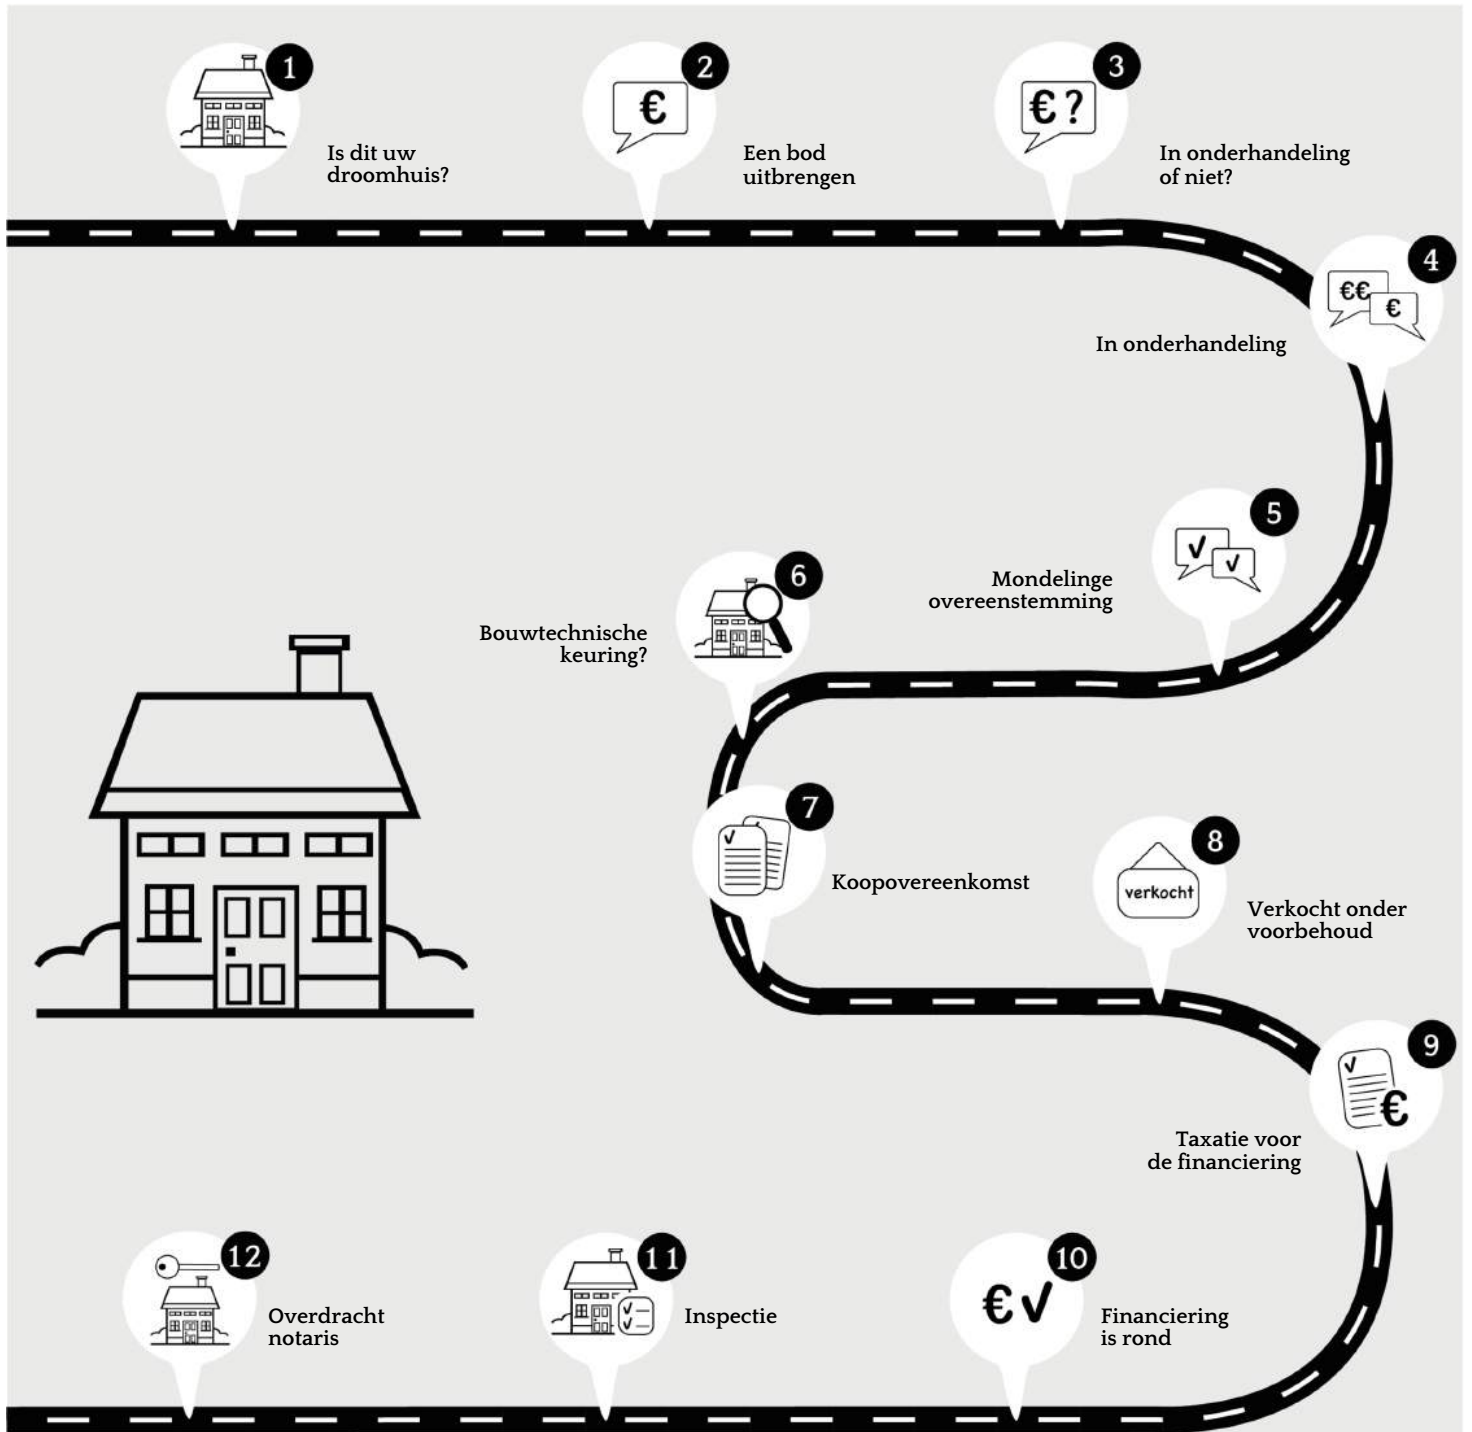 1
Is dit uw
droomhuis?
2
€
Een bod
uitbrengen
3
€ ?
In onderhandeling
of niet?
4
€€
€
In onderhandeling
5
Mondelinge
overeenstemming
6
Bouwtechnische
keuring?
7
Koopovereenkomst
8
verkocht
Verkocht onder
voorbehoud
9
€
Taxatie voor
de financiering
10
€
Financiering
is rond
11
Inspectie
12
Overdracht
notaris